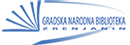 GRADSKA NARODNA BIBLIOTEKA
ZRENJANIN